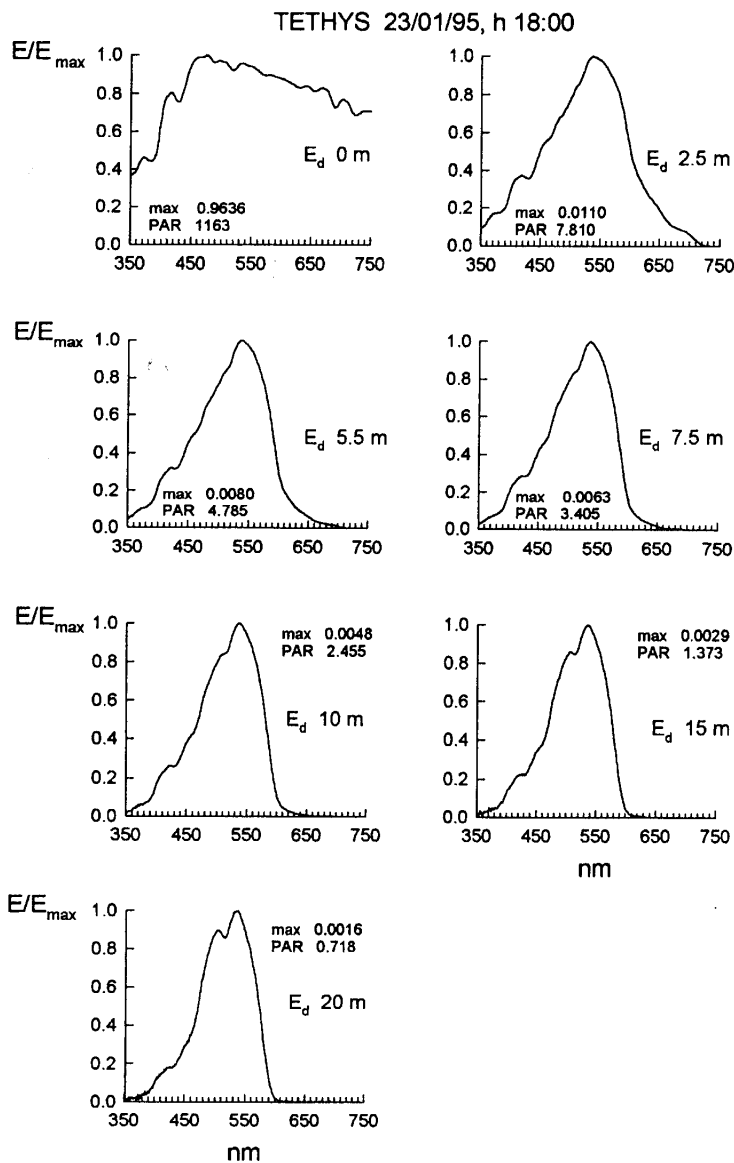 TETHYS 23/01/95, h 18:00
E/E max
1.0
0.8
0.6
0.4
0.2
0.0
E_d 0 m
max 0.9636
PAR 1163
350 450 550 650 750
1.0
0.8
0.6
0.4
0.2
0.0
E_d 2.5 m
max 0.0110
PAR 7.810
350 450 550 650 750
E/E max
1.0
0.8
0.6
0.4
0.2
0.0
E_d 5.5 m
max 0.0080
PAR 4.785
350 450 550 650 750
1.0
0.8
0.6
0.4
0.2
0.0
E_d 7.5 m
max 0.0063
PAR 3.405
350 450 550 650 750
E/E max
1.0
0.8
0.6
0.4
0.2
0.0
max 0.0048
PAR 2.455
E_d 10 m
350 450 550 650 750
1.0
0.8
0.6
0.4
0.2
0.0
max 0.0029
PAR 1.373
E_d 15 m
350 450 550 650 750
nm
E/E max
1.0
0.8
0.6
0.4
0.2
0.0
max 0.0016
PAR 0.718
E_d 20 m
350 450 550 650 750
nm